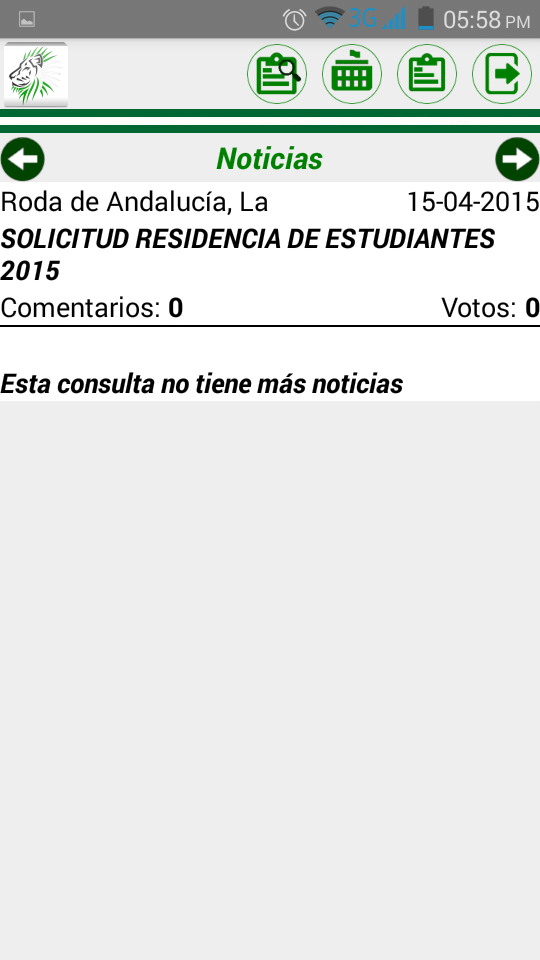 3G 05:58 PM
Noticias
Roda de Andalucía, La 15-04-2015
SOLICITUD RESIDENCIA DE ESTUDIANTES
2015
Comentarios: 0 Votos: 0
Esta consulta no tiene más noticias